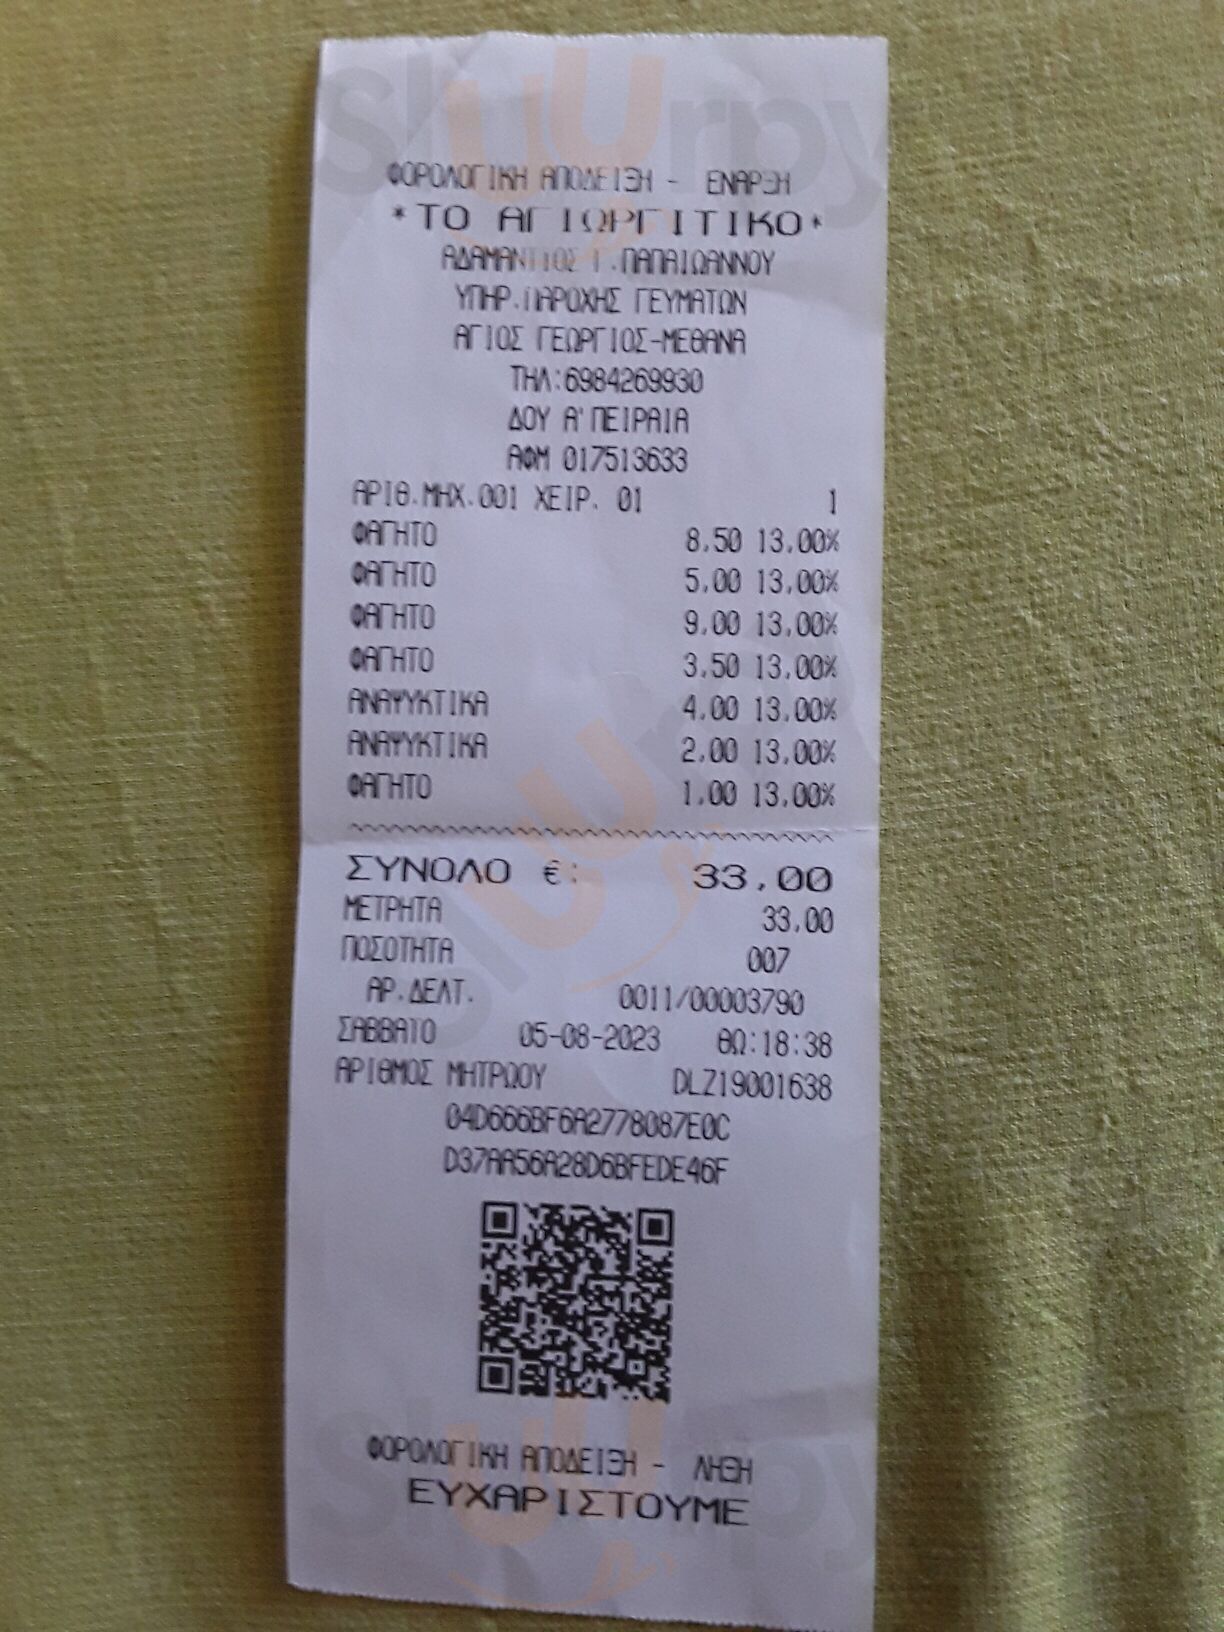 ΦΟΡΟΛΟΓΙΚΗ ΑΠΟΔΕΙΞΗ - ΕΝΑΡΞΗ
*ΤΟ ΑΓΙΩΡΓΙΤΙΚΟ*
ΑΔΑΜΑΝΤΙΟΣ Γ.ΠΑΠΑΙΩΑΝΝΟΥ
ΥΠΗΡ.ΠΑΡΟΧΗΣ ΓΕΥΜΑΤΩΝ
ΑΓΙΟΣ ΓΕΩΡΓΙΟΣ-ΜΕΘΑΝΑ
ΤΗΛ:6984269930
ΔΟΥ Α'ΠΕΙΡΑΙΑ
ΑΦΜ 017513633
ΑΡΙΘ.ΜΗΧ.001 ΧΕΙΡ. 01 1
ΦΑΓΗΤΟ 8,50 13,00%
ΦΑΓΗΤΟ 5,00 13,00%
ΦΑΓΗΤΟ 9,00 13,00%
ΦΑΓΗΤΟ 3,50 13,00%
ΑΝΑΨΥΚΤΙΚΑ 4,00 13,00%
ΑΝΑΨΥΚΤΙΚΑ 2,00 13,00%
ΦΑΓΗΤΟ 1,00 13,00%
ΣΥΝΟΛΟ €: 33,00
ΜΕΤΡΗΤΑ 33,00
ΠΟΣΟΤΗΤΑ 007
ΑΡ.ΔΕΛΤ. 0011/00003790
ΣΑΒΒΑΤΟ 05-08-2023 ΘΩ:18:38
ΑΡΙΘΜΟΣ ΜΗΤΡΩΟΥ DLZ19001638
04D666BF6A2778087E0C
D37AA56A28D6BFEDE46F
ΦΟΡΟΛΟΓΙΚΗ ΑΠΟΔΕΙΞΗ - ΛΗΞΗ
ΕΥΧΑΡΙΣΤΟΥΜΕ
slUUrpy
slUUrpy
slUUrpy